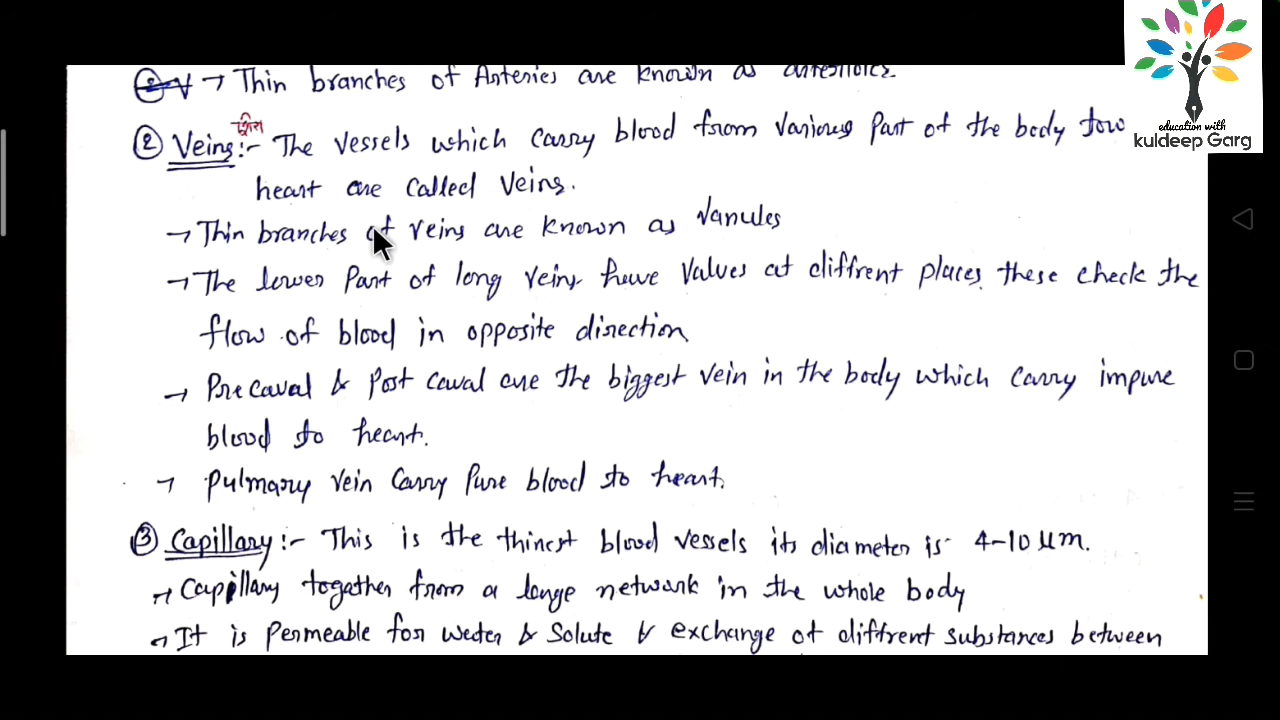 → Thin branches of Arteries are known as arterioles.
② Veins:- शिरा The vessels which carry blood from various part of the body tow
heart are called Veins.
→ Thin branches of veins are known as Vanules
→ The lower part of long veins have Values at diffrent places these check the
flow of blood in opposite direction
→ Precaval & Post caval are the biggest vein in the body which carry impure
blood to heart.
→ Pulmary vein carry pure blood to heart.
③ Capillary:- This is the thinest blood vessels its diameter is 4-10 µm.
→ Capillary together from a large network in the whole body
→ It is permeable for water & solute & exchange of diffrent substances between
education with
kuldeep Garg